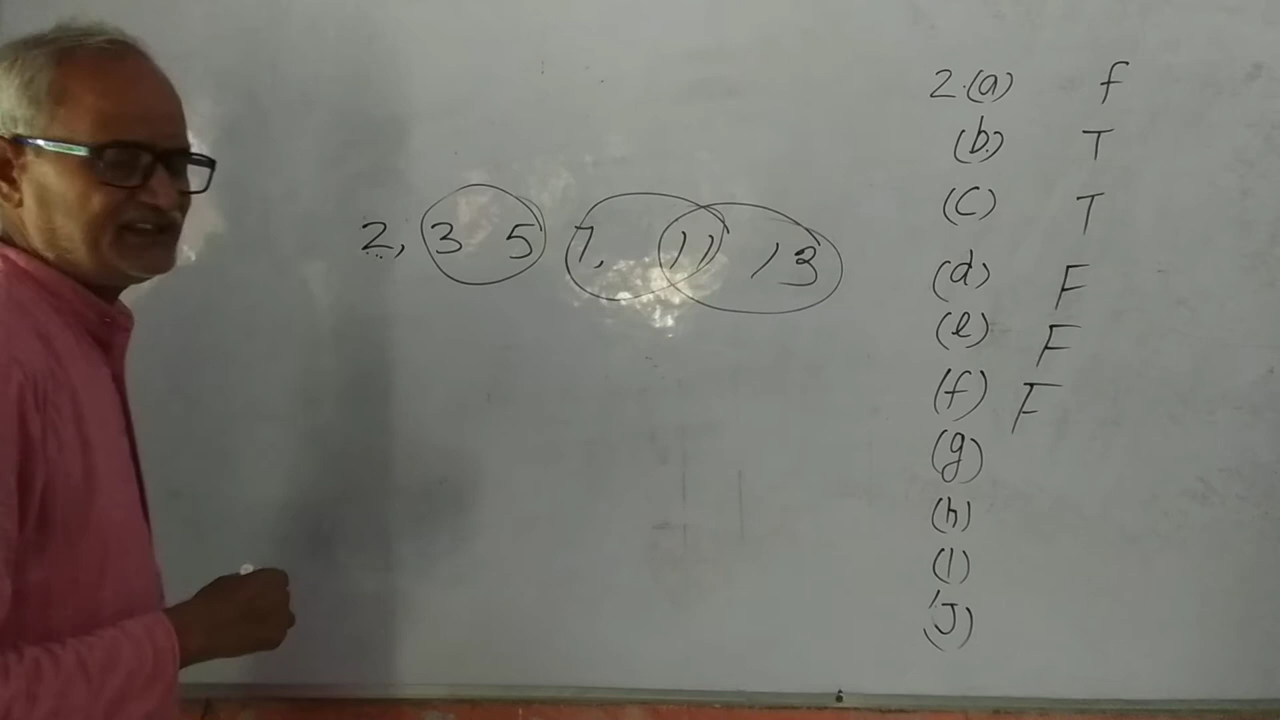 2, 3 5 7, 11 13
2.(a) f
(b) T
(c) T
(d) F
(e) F
(f) F
(g)
(h)
(i)
(J)